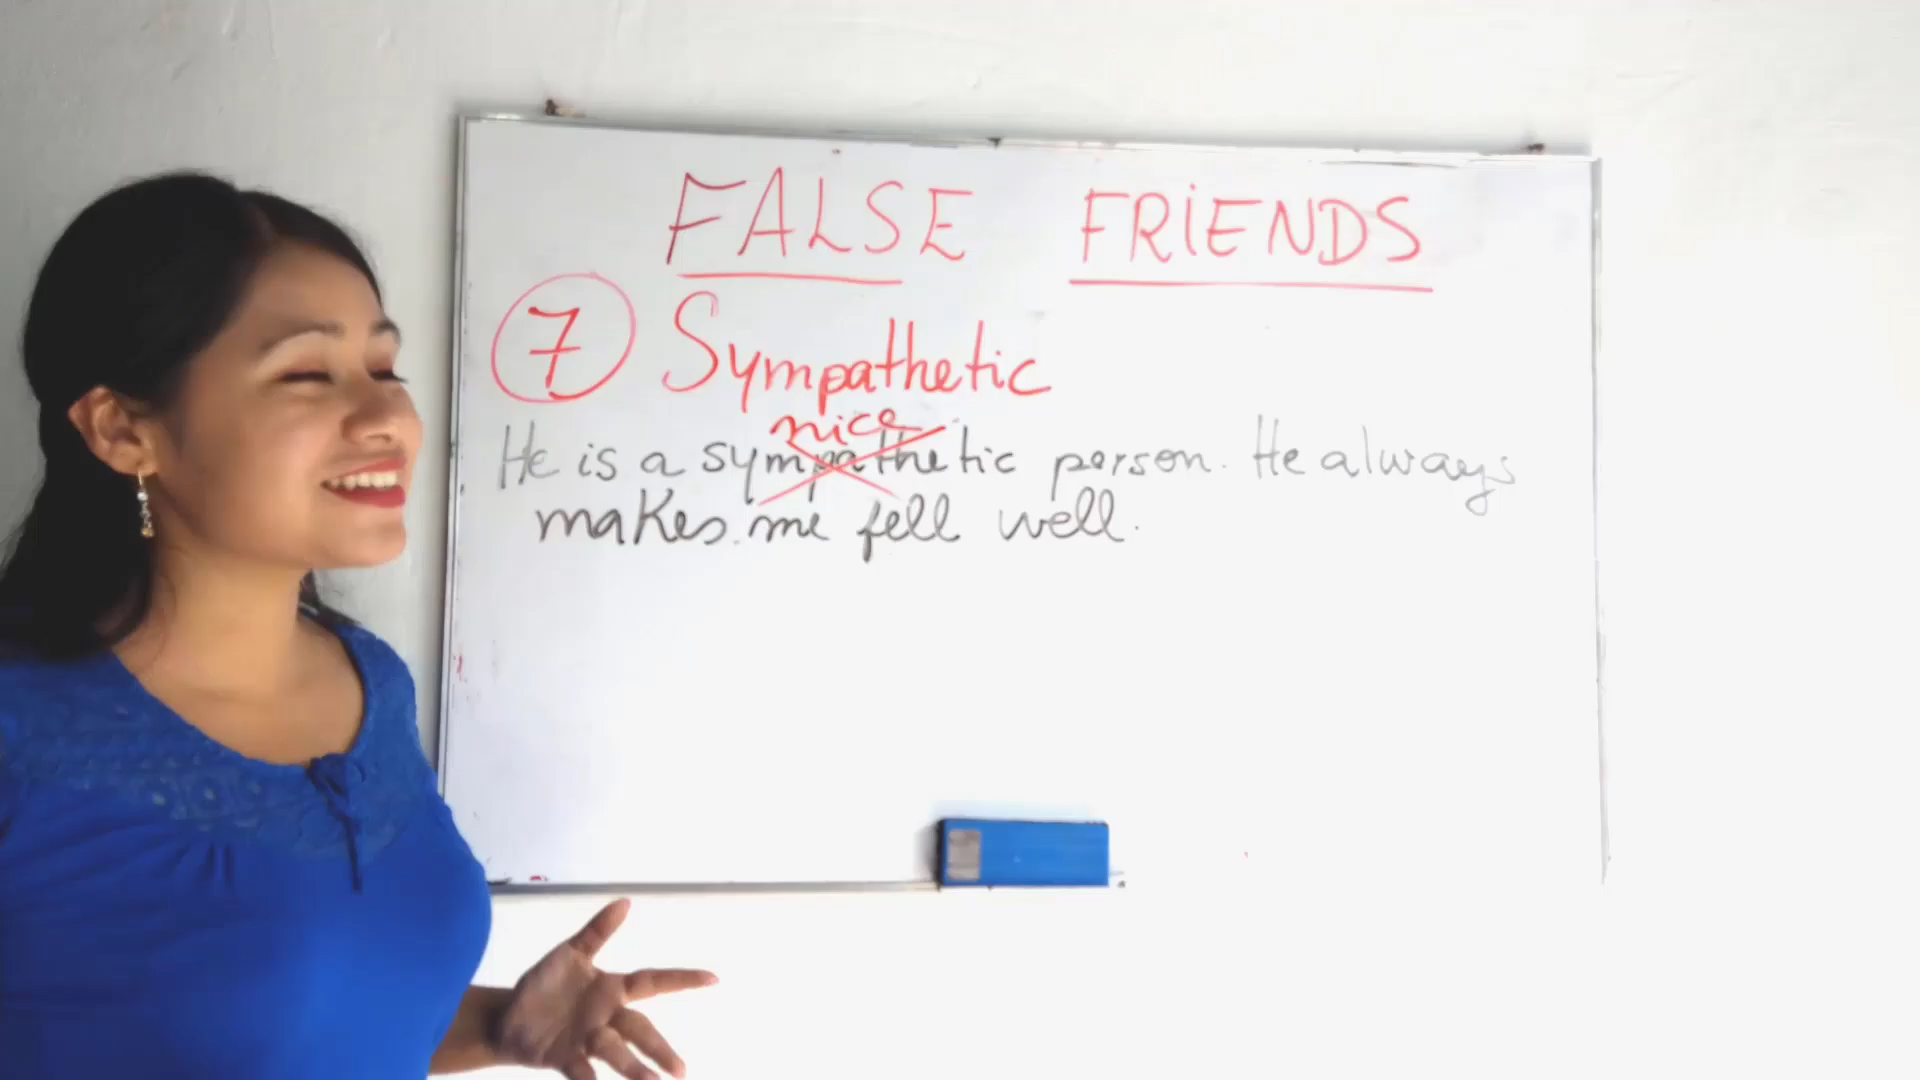 FALSE FRIENDS
7 Sympathetic
nice
He is a sympathetic person. He always
makes me fell well.